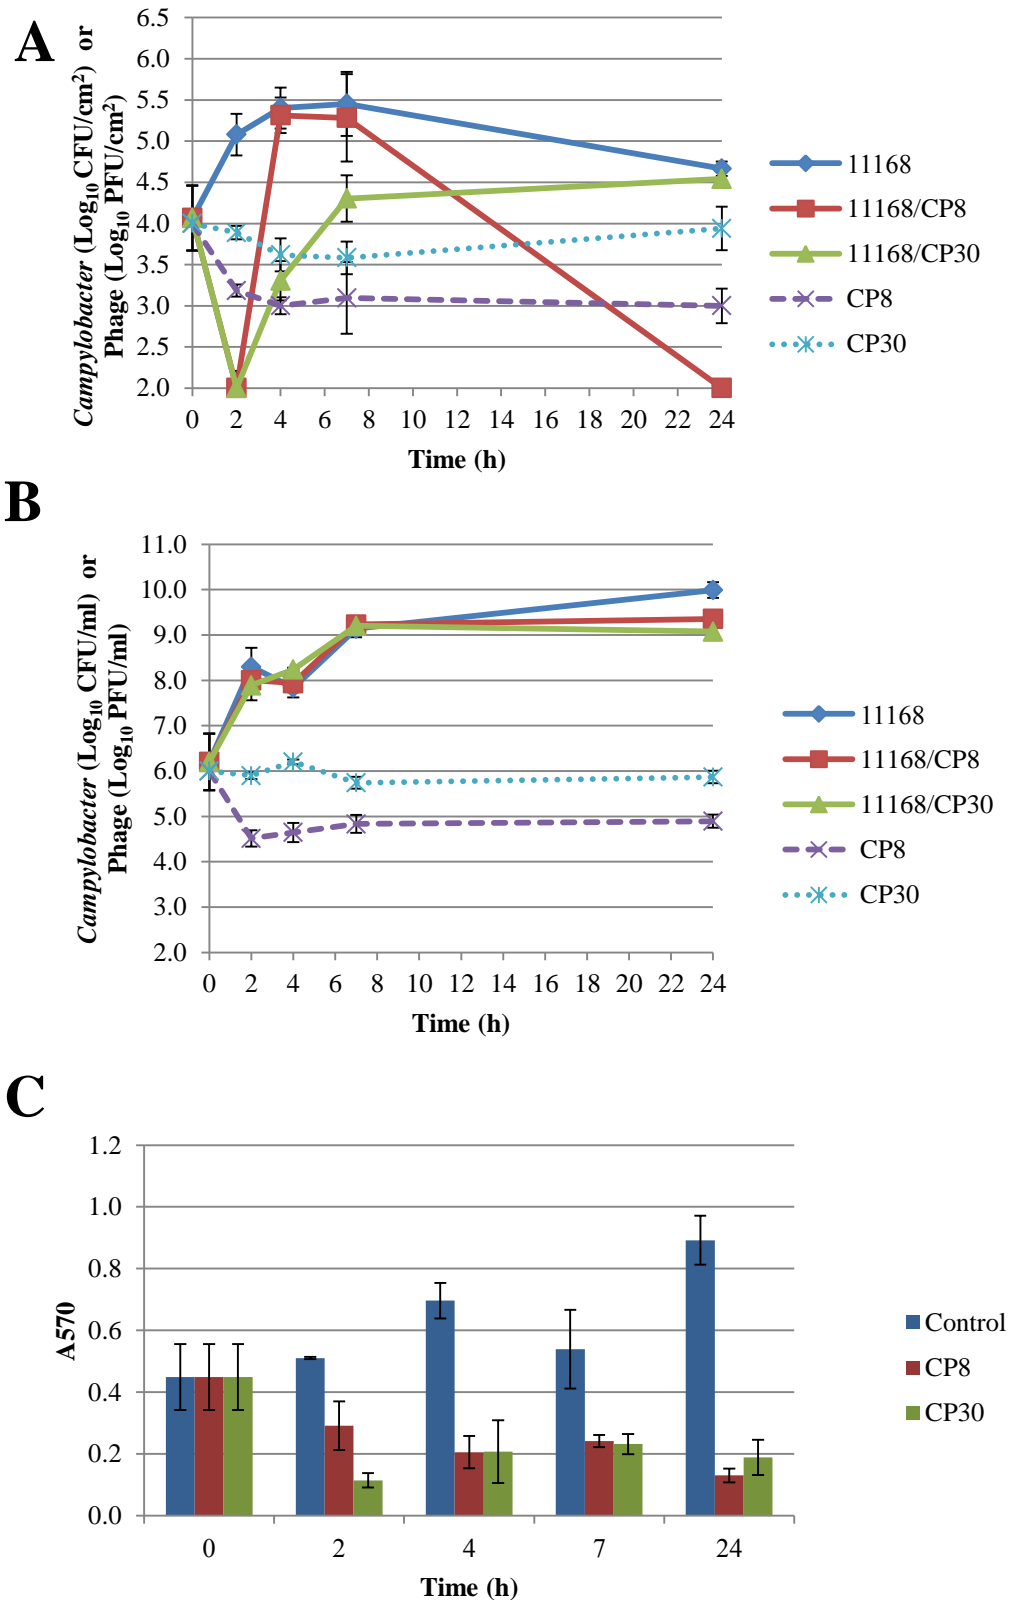 A
Campylobacter (Log10 CFU/cm2) or
Phage (Log10 PFU/cm2)
6.5
6.0
5.5
5.0
4.5
4.0
3.5
3.0
2.5
2.0
0 2 4 6 8 10 12 14 16 18 20 22 24
Time (h)
11168
11168/CP8
11168/CP30
CP8
CP30
B
Campylobacter (Log10 CFU/ml) or
Phage (Log10 PFU/ml)
11.0
10.0
9.0
8.0
7.0
6.0
5.0
4.0
3.0
2.0
0 2 4 6 8 10 12 14 16 18 20 22 24
Time (h)
11168
11168/CP8
11168/CP30
CP8
CP30
C
A570
1.2
1.0
0.8
0.6
0.4
0.2
0.0
0 2 4 7 24
Time (h)
Control
CP8
CP30